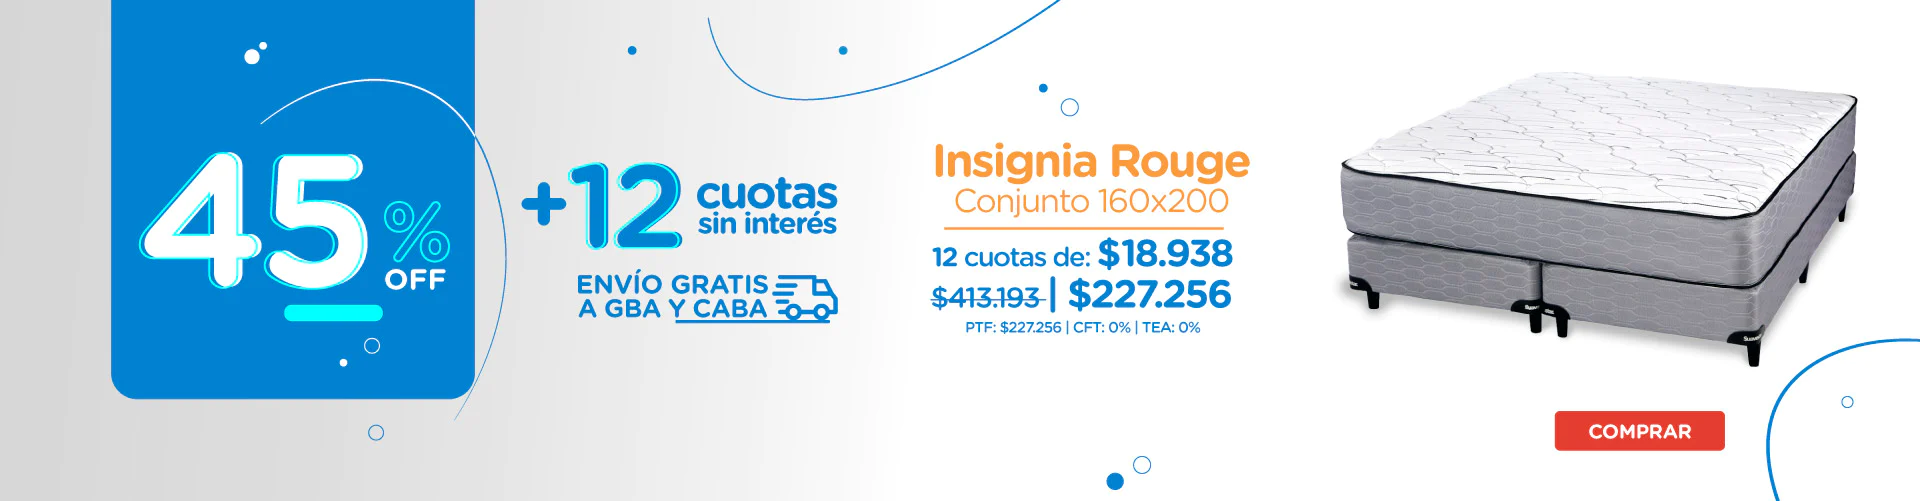 45%
OFF
+12 cuotas
sin interés
ENVÍO GRATIS
A GBA Y CABA
Insignia Rouge
Conjunto 160x200
12 cuotas de: $18.938
$413.193 | $227.256
PTF: $227.256 | CFT: 0% | TEA: 0%
COMPRAR